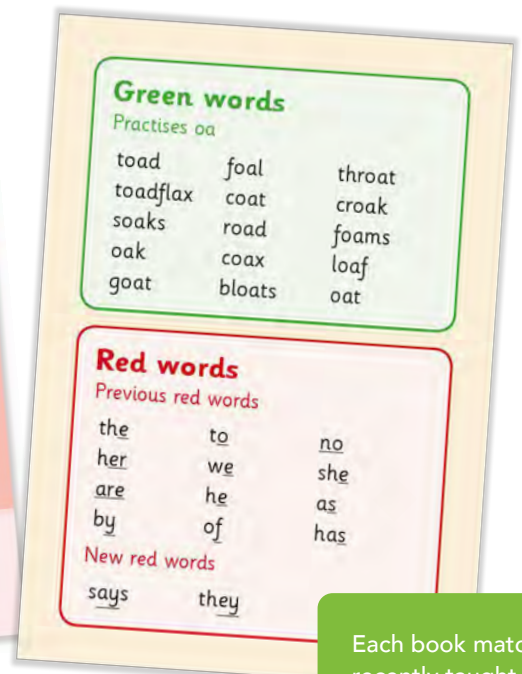 Green words
Practises oa
toad foal throat
toadflax coat croak
soaks road foams
oak coax loaf
goat bloats oat
Red words
Previous red words
the to no
her we she
are he as
by of has
New red words
says they
Each book
recently taught